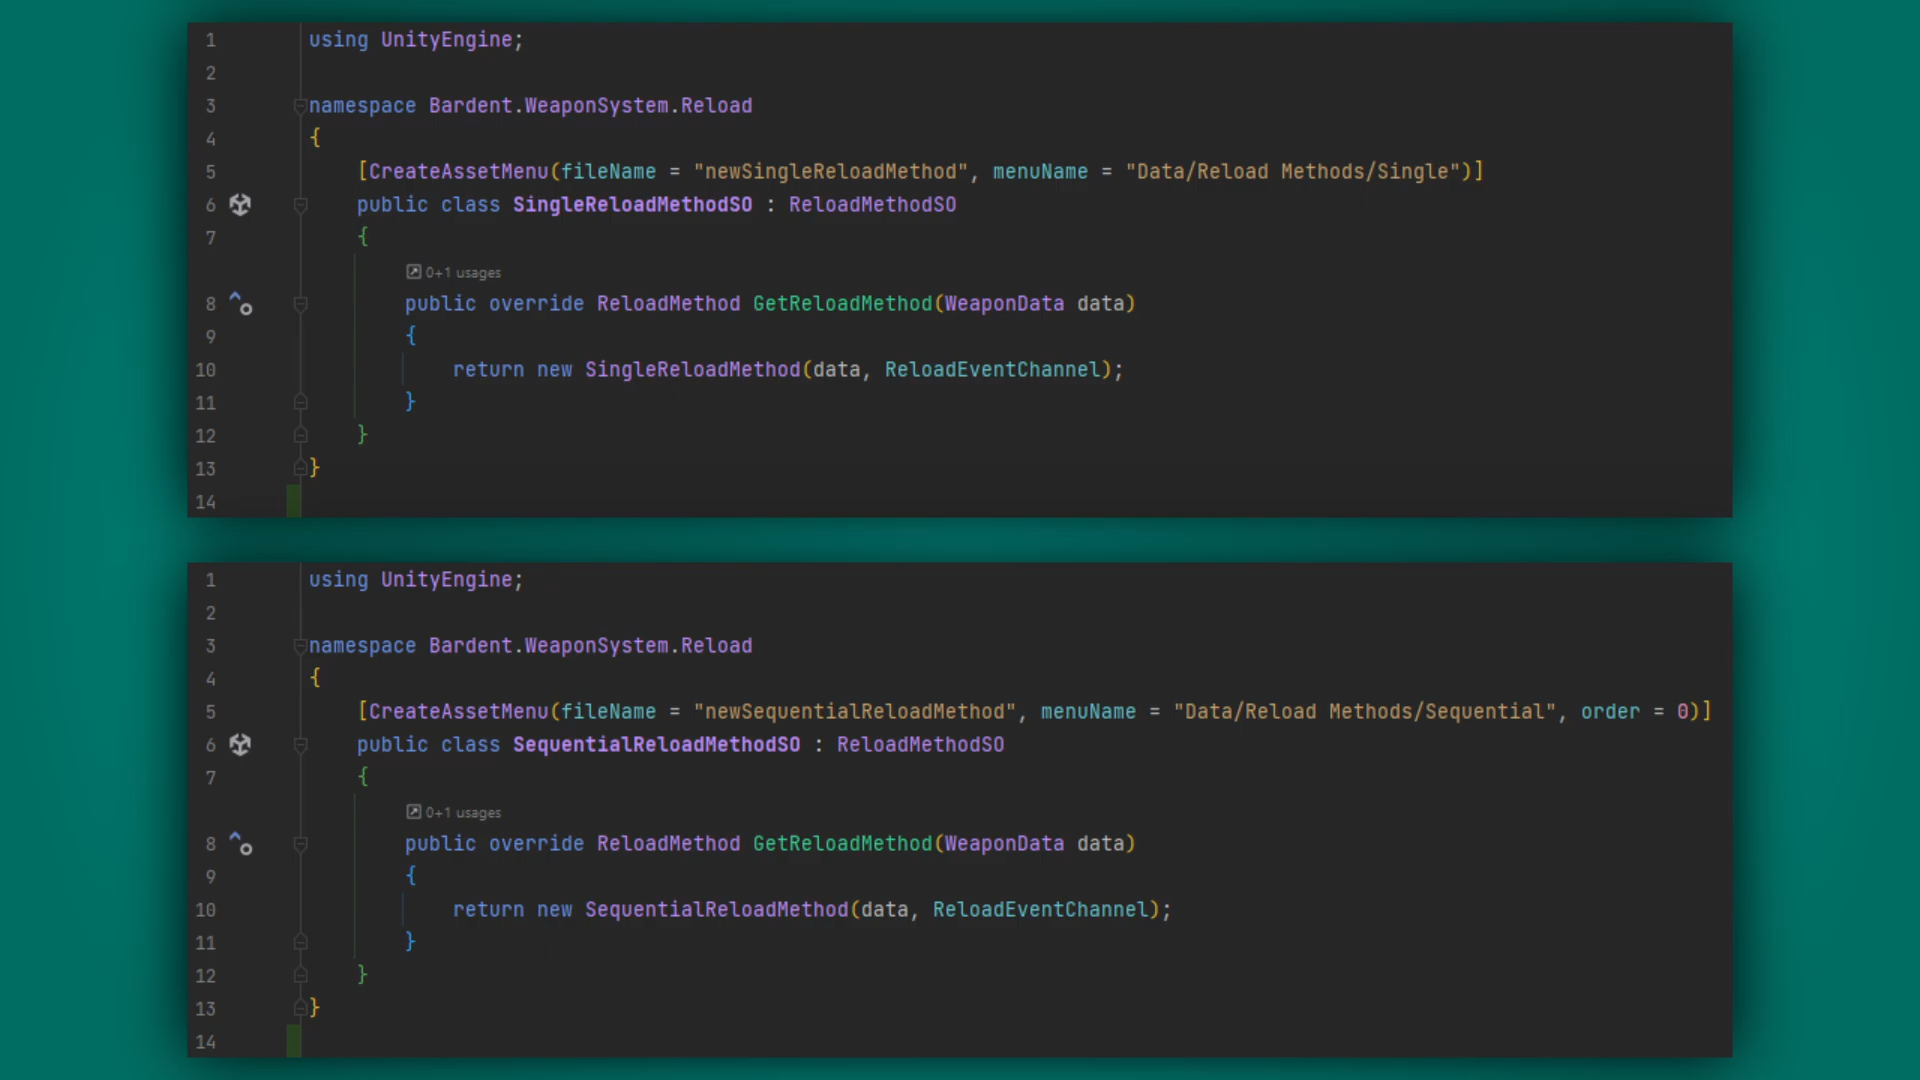 1 using UnityEngine;
2
3 namespace Bardent.WeaponSystem.Reload
4 {
5 [CreateAssetMenu(fileName = "newSingleReloadMethod", menuName = "Data/Reload Methods/Single")]
6 public class SingleReloadMethodSO : ReloadMethodSO
7 {
0+1 usages
8 public override ReloadMethod GetReloadMethod(WeaponData data)
9 {
10 return new SingleReloadMethod(data, ReloadEventChannel);
11 }
12 }
13 }
14
1 using UnityEngine;
2
3 namespace Bardent.WeaponSystem.Reload
4 {
5 [CreateAssetMenu(fileName = "newSequentialReloadMethod", menuName = "Data/Reload Methods/Sequential", order = 0)]
6 public class SequentialReloadMethodSO : ReloadMethodSO
7 {
0+1 usages
8 public override ReloadMethod GetReloadMethod(WeaponData data)
9 {
10 return new SequentialReloadMethod(data, ReloadEventChannel);
11 }
12 }
13 }
14